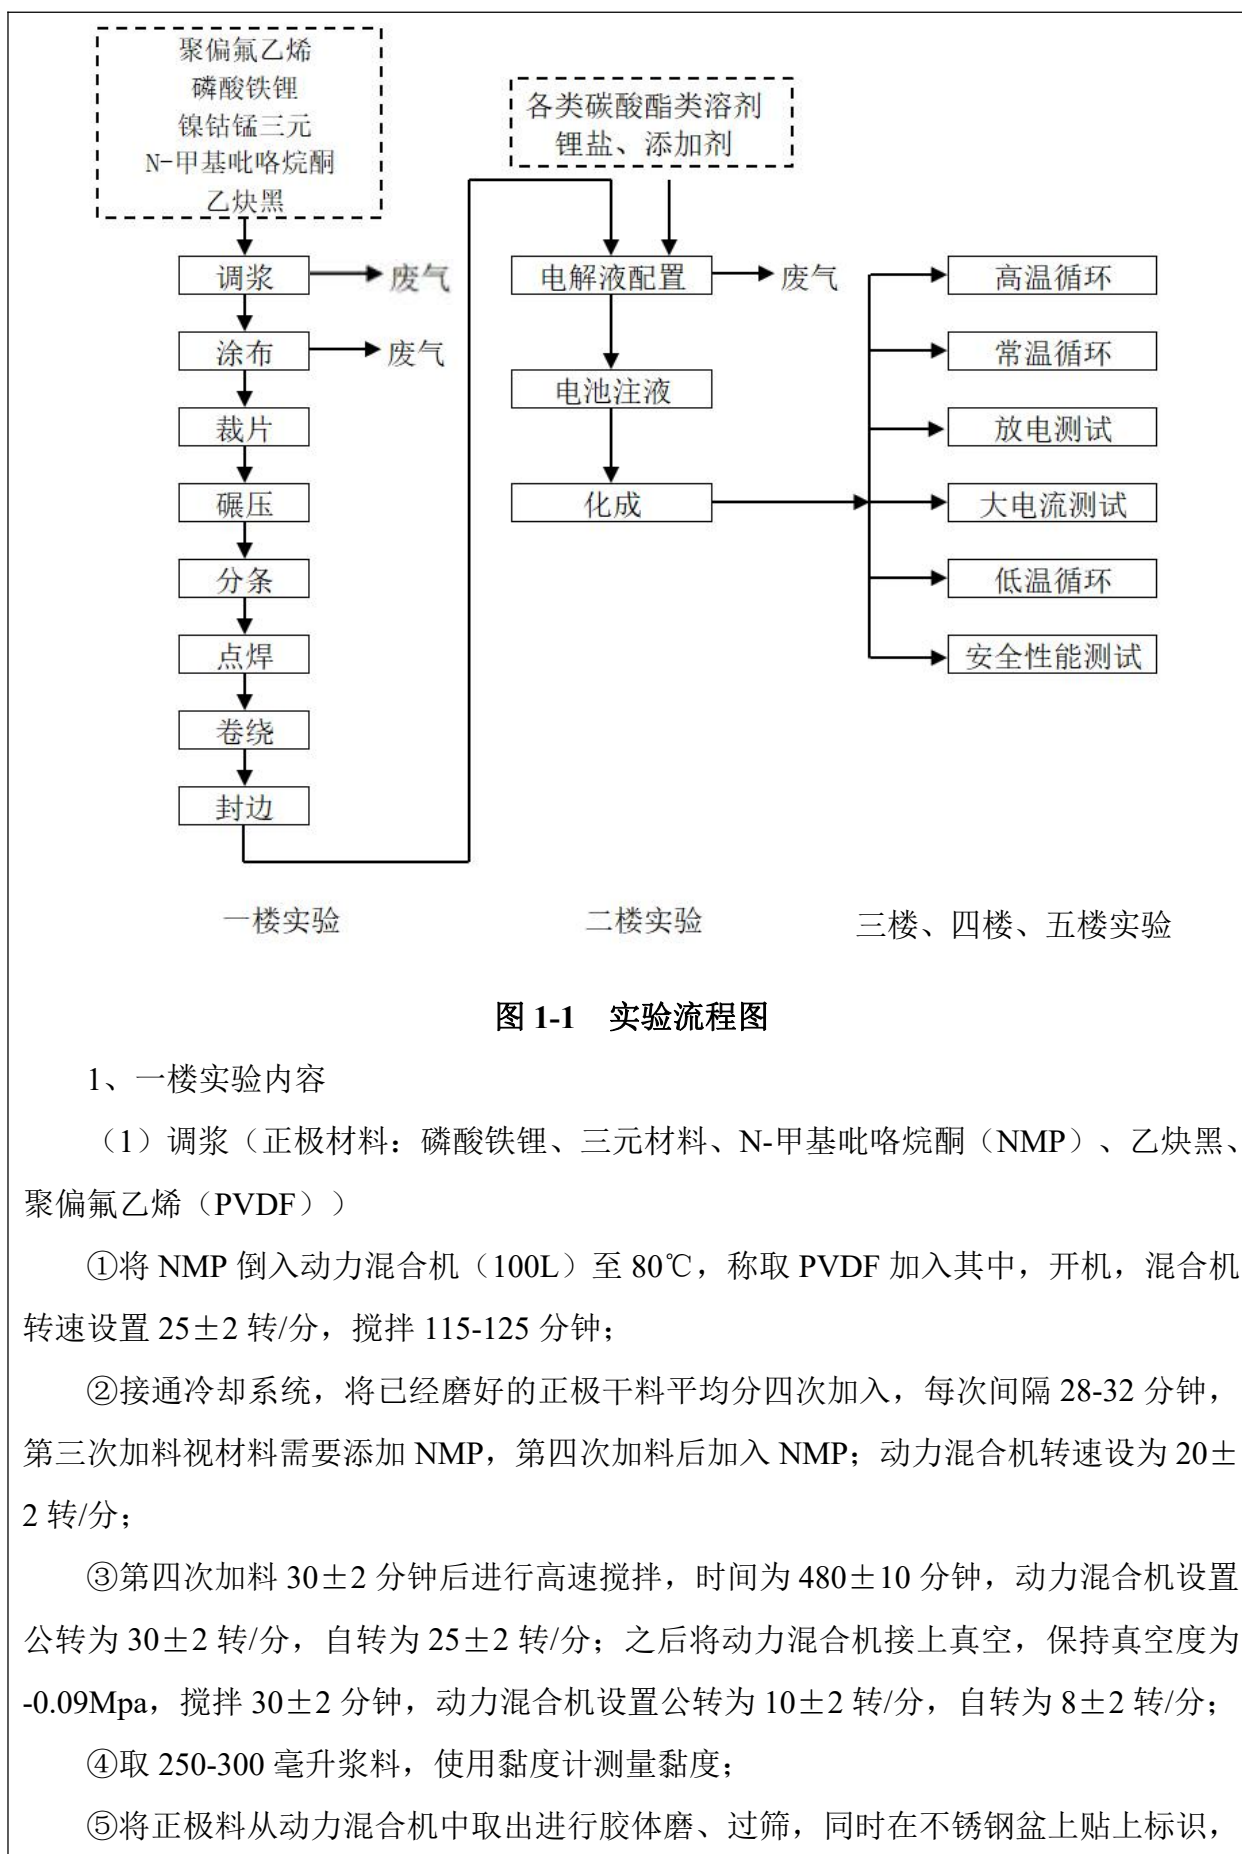 聚偏氟乙烯
磷酸铁锂
镍钴锰三元
N-甲基吡咯烷酮
乙炔黑
调浆
废气
涂布
废气
裁片
碾压
分条
点焊
卷绕
封边
一楼实验
各类碳酸酯类溶剂
锂盐、添加剂
电解液配置
废气
电池注液
化成
二楼实验
高温循环
常温循环
放电测试
大电流测试
低温循环
安全性能测试
三楼、四楼、五楼实验
图 1-1 实验流程图
1、一楼实验内容
（1）调浆（正极材料：磷酸铁锂、三元材料、N-甲基吡咯烷酮（NMP）、乙炔黑、
聚偏氟乙烯（PVDF））
①将 NMP 倒入动力混合机（100L）至 80℃，称取 PVDF 加入其中，开机，混合机
转速设置 25±2 转/分，搅拌 115-125 分钟；
②接通冷却系统，将已经磨好的正极干料平均分四次加入，每次间隔 28-32 分钟，
第三次加料视材料需要添加 NMP，第四次加料后加入 NMP；动力混合机转速设为 20±
2 转/分；
③第四次加料 30±2 分钟后进行高速搅拌，时间为 480±10 分钟，动力混合机设置
公转为 30±2 转/分，自转为 25±2 转/分；之后将动力混合机接上真空，保持真空度为
-0.09Mpa，搅拌 30±2 分钟，动力混合机设置公转为 10±2 转/分，自转为 8±2 转/分；
④取 250-300 毫升浆料，使用黏度计测量黏度；
⑤将正极料从动力混合机中取出进行胶体磨、过筛，同时在不锈钢盆上贴上标识，